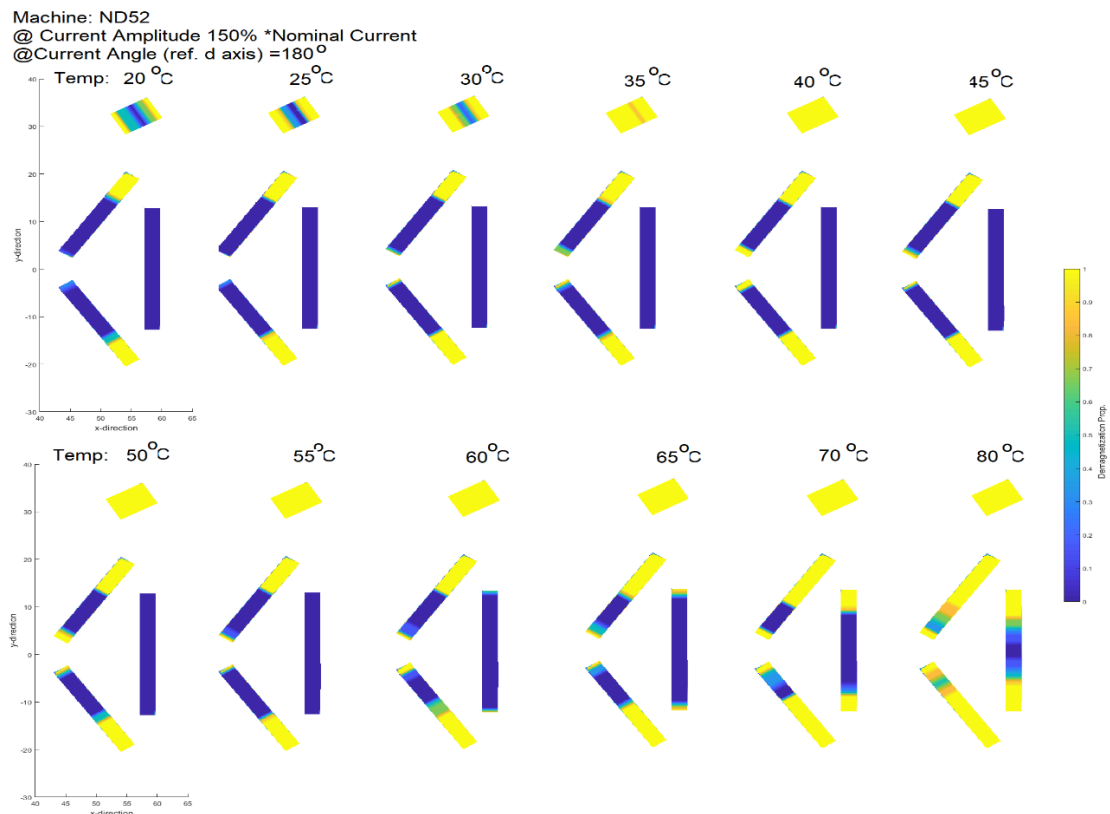 Machine: ND52
@ Current Amplitude 150% *Nominal Current
@Current Angle (ref. d axis) =180°
Temp: 20 °C 25 °C 30 °C 35 °C 40 °C 45 °C
40
30
20
10
0
-10
-20
-30
y-direction
40 45 50 55 60 65
x-direction
Temp: 50 °C 55 °C 60 °C 65 °C 70 °C 80 °C
40
30
20
10
0
-10
-20
-30
y-direction
40 45 50 55 60 65
x-direction
1
0.9
0.8
0.7
0.6
0.5
0.4
0.3
0.2
0.1
0
Demagnetization Prop.